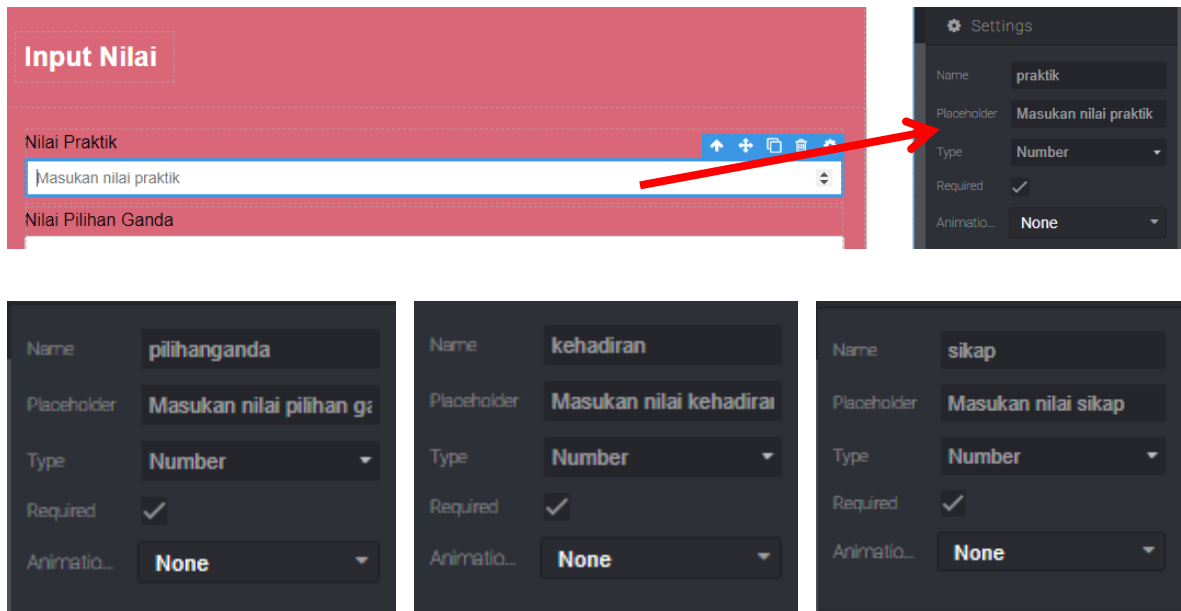 Input Nilai
Nilai Praktik
Masukan nilai praktik
Nilai Pilihan Ganda
Settings
Name praktik
Placeholder Masukan nilai praktik
Type Number
Required
Animatio... None
Name pilihanganda
Placeholder Masukan nilai pilihan ga
Type Number
Required
Animatio... None
Name kehadiran
Placeholder Masukan nilai kehadiran
Type Number
Required
Animatio... None
Name sikap
Placeholder Masukan nilai sikap
Type Number
Required
Animatio... None